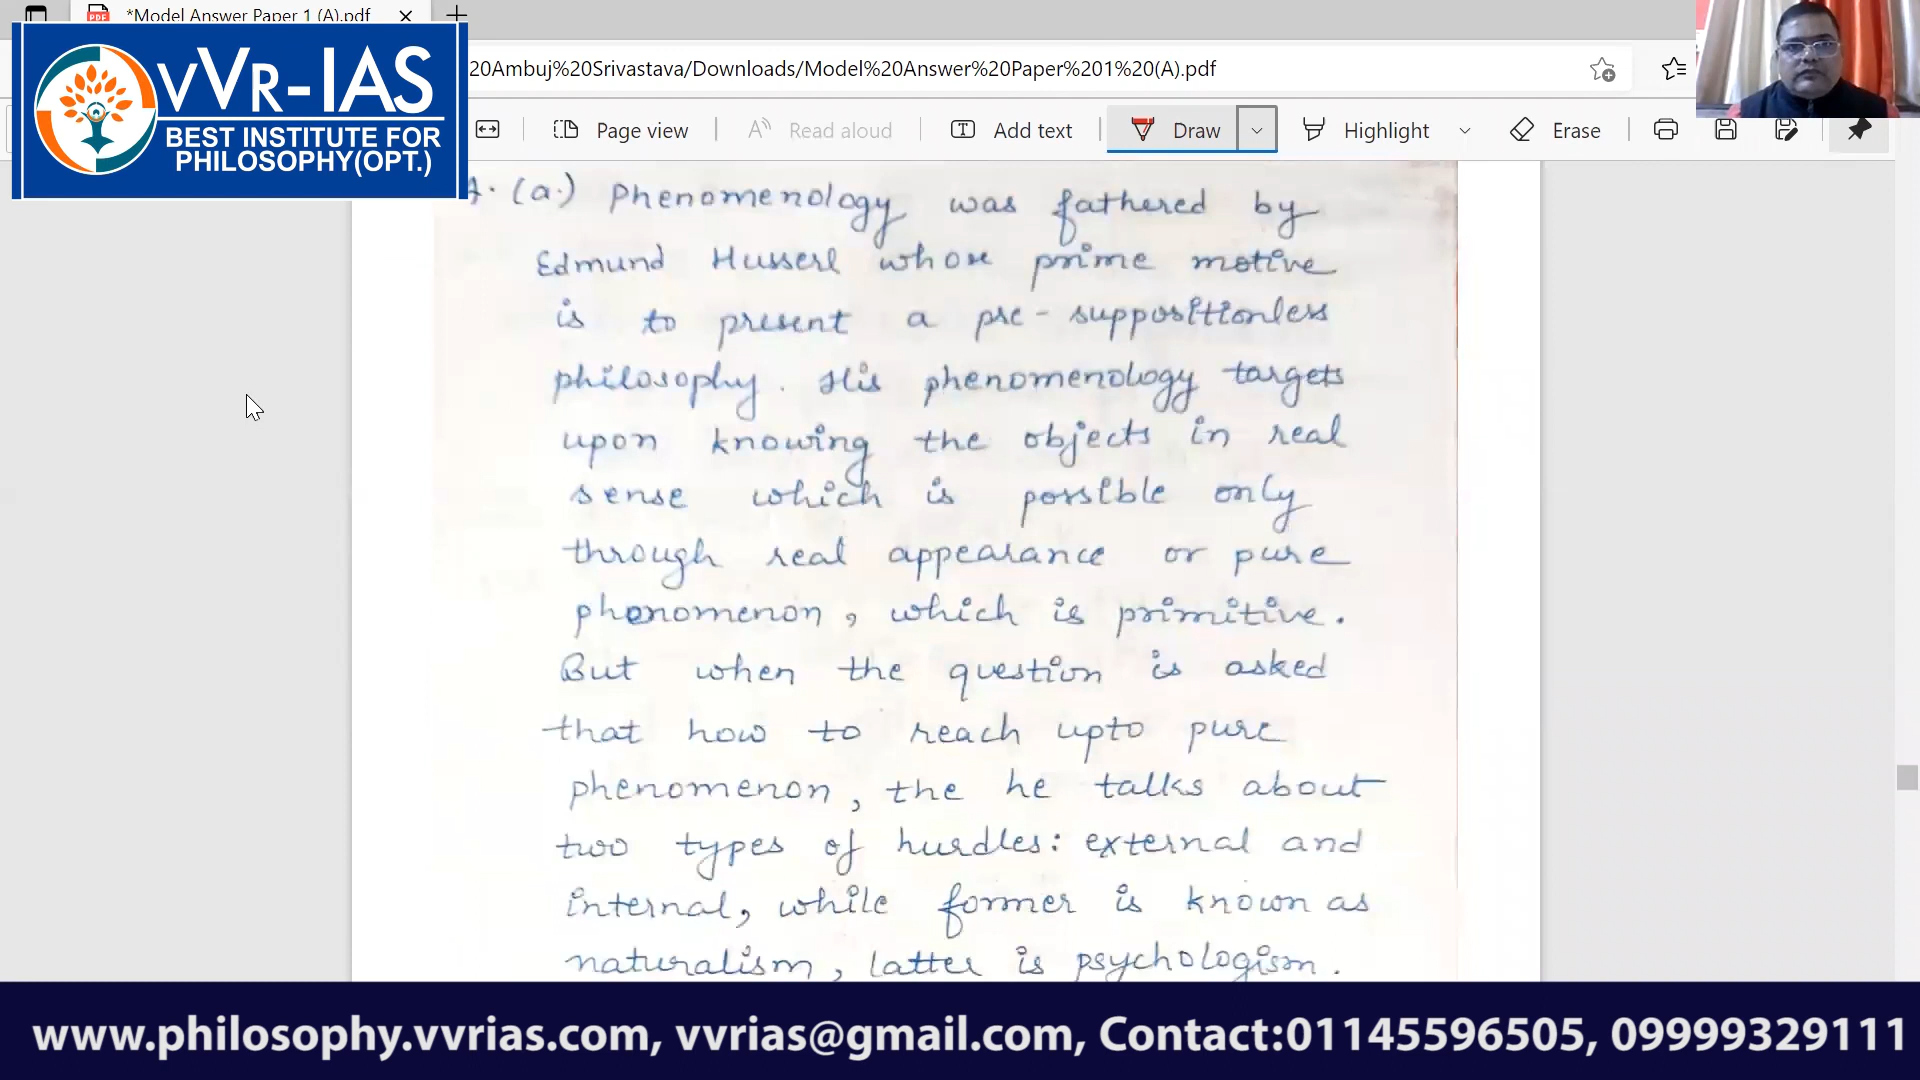 *Model Answer Paper 1 (A).pdf
vVR-IAS
BEST INSTITUTE FOR
PHILOSOPHY(OPT.)
20Ambuj%20Srivastava/Downloads/Model%20Answer%20Paper%201%20(A).pdf
Page view
Read aloud
Add text
Draw
Highlight
Erase
A. (a.) Phenomenology was fathered by
Edmund Husserl whose prime motive
is to present a pre-suppositionless
philosophy. His phenomenology targets
upon knowing the objects in real
sense which is possible only
through real appearance or pure
phenomenon, which is primitive.
But when the question is asked
that how to reach upto pure
phenomenon, the he talks about
two types of hurdles: external and
internal, while former is known as
naturalism, latter is psychologism.
www.philosophy.vvrias.com, vvrias@gmail.com, Contact:01145596505, 09999329111